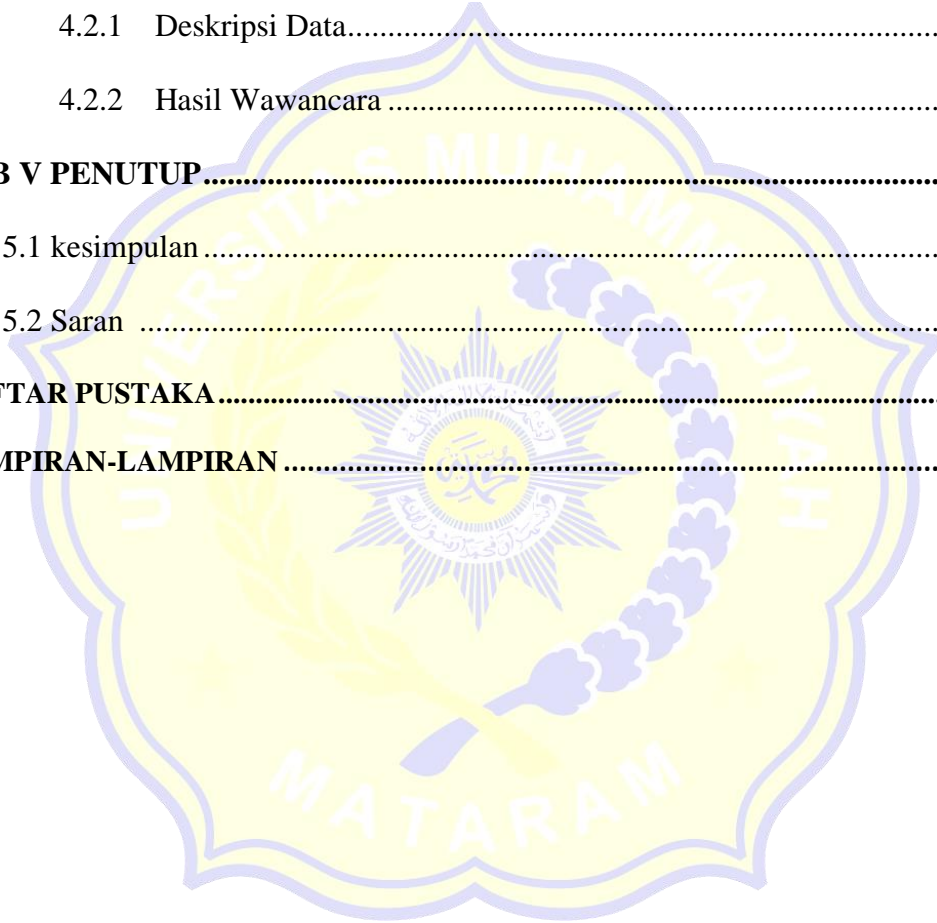 4.2.1 Deskripsi Data..............................................................................
4.2.2 Hasil Wawancara.........................................................................
B V PENUTUP.................................................................................................
5.1 kesimpulan................................................................................................
5.2 Saran ........................................................................................................
FTAR PUSTAKA...............................................................................................
MPIRAN-LAMPIRAN.......................................................................................
UNIVERSITAS MUHAMMADIYAH
MATARAM